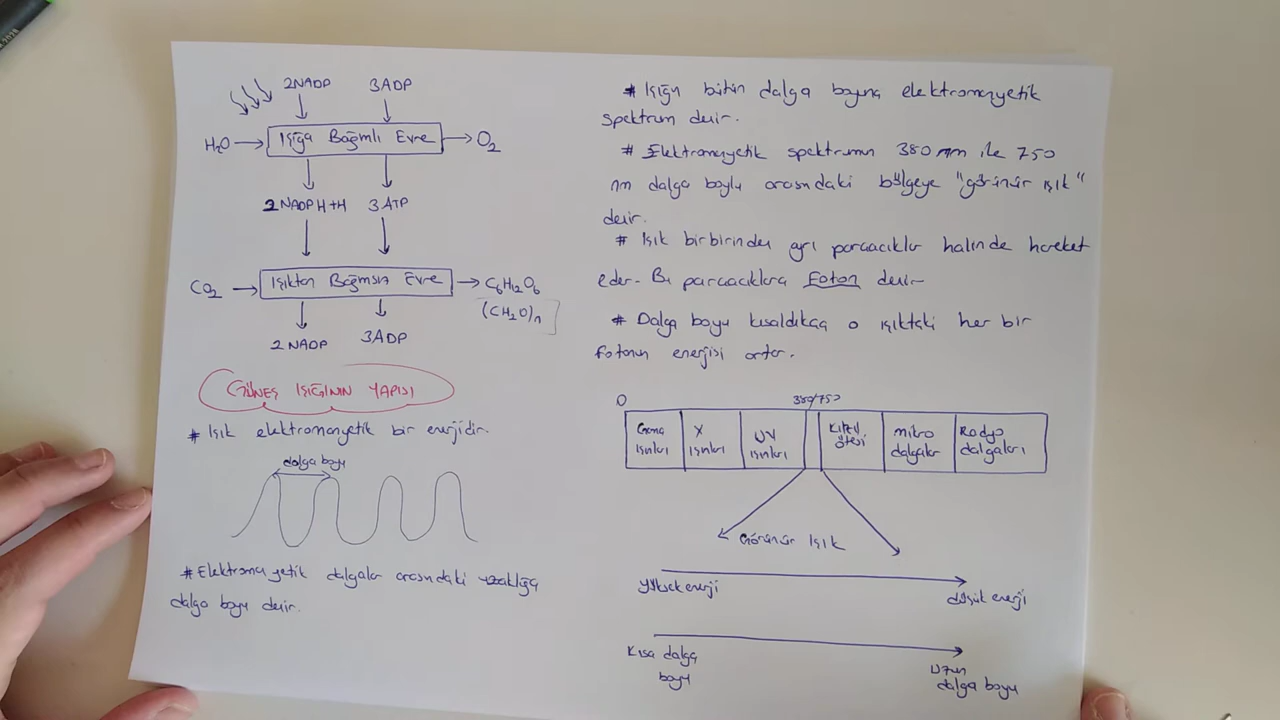 2NADP 3ADP
H₂O Işığa Bağımlı Evre O₂
2NADPH+H 3ATP
CO₂ Işıktan Bağımsız Evre C₆H₁₂O₆
(CH₂O)n
2NADP 3ADP
GÜNEŞ IŞIĞININ YAPISI
* Işık elektromanyetik bir enerjidir.
dalga boyu
* Elektromanyetik dalgalar arasındaki uzaklığa
dalga boyu denir.
* Işığın bütün dalga boyuna elektromanyetik
spektrum denir.
* Elektromanyetik spektrumun 380 nm ile 750
nm dalga boylu arasındaki bölgeye "görünür ışık"
denir.
* Işık birbirinden ayrı parçacıklar halinde hareket
eder. Bu parçacıklara Foton denir.
* Dalga boyu kısaldıkça o ışıktaki her bir
fotonun enerjisi artar.
0 380/750
Gama ışınları
X ışınları
UV ışınları
Kızıl ötesi
mikro dalgalar
Radyo dalgaları
Görünür Işık
yüksek enerji düşük enerji
Kısa dalga boyu
Uzun dalga boyu